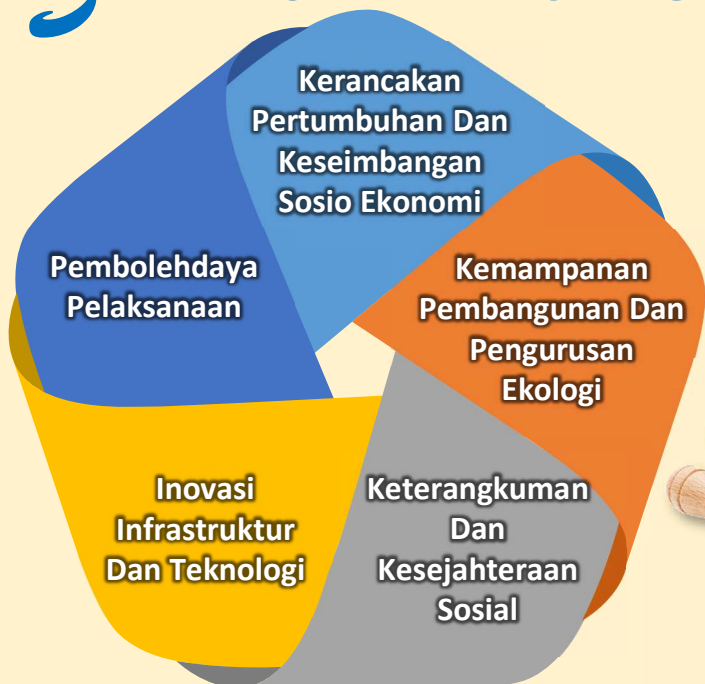 Kerancakan
Pertumbuhan Dan
Keseimbangan
Sosio Ekonomi
Kemampanan
Pembangunan Dan
Pengurusan
Ekologi
Keterangkuman
Dan
Kesejahteraan
Sosial
Inovasi
Infrastruktur
Dan Teknologi
Pembolehdaya
Pelaksanaan